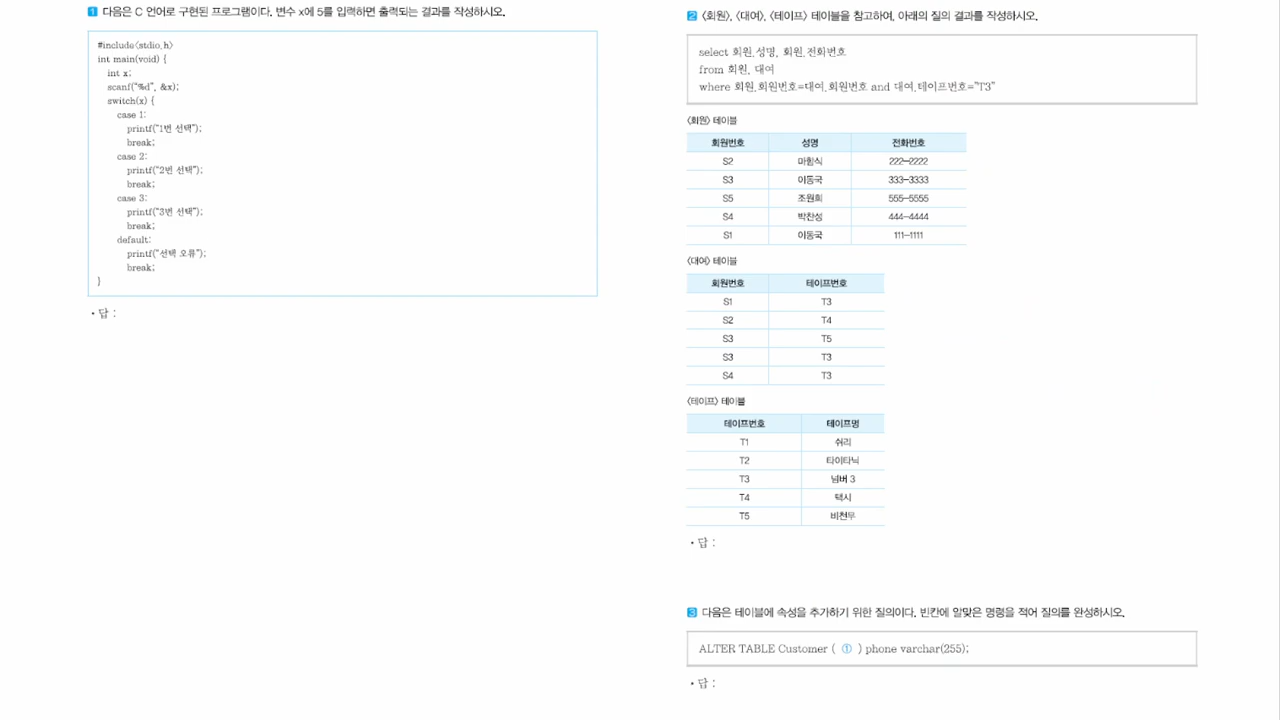 1 다음은 C 언어로 구현된 프로그램이다. 변수 x에 5를 입력하면 출력되는 결과를 작성하시오.
#include<stdio.h>
int main(void) {
int x;
scanf("%d", &x);
switch(x) {
case 1:
printf("1번 선택");
break;
case 2:
printf("2번 선택");
break;
case 3:
printf("3번 선택");
break;
default:
printf("선택 오류");
break;
}
• 답 :
2 <회원>, <대여>, <테이프> 테이블을 참고하여, 아래의 질의 결과를 작성하시오.
select 회원.성명, 회원.전화번호
from 회원, 대여
where 회원.회원번호=대여.회원번호 and 대여.테이프번호="T3"
<회원> 테이블
회원번호 성명 전화번호
S2 마힘식 222-2222
S3 이동국 333-3333
S5 조원희 555-5555
S4 박찬성 444-4444
S1 이동국 111-1111
<대여> 테이블
회원번호 테이프번호
S1 T3
S2 T4
S3 T5
S3 T3
S4 T3
<테이프> 테이블
테이프번호 테이프명
T1 쉬리
T2 타이타닉
T3 넘버 3
T4 택시
T5 비천무
• 답 :
3 다음은 테이블에 속성을 추가하기 위한 질의이다. 빈칸에 알맞은 명령을 적어 질의를 완성하시오.
ALTER TABLE Customer ( ① ) phone varchar(255);
• 답 :